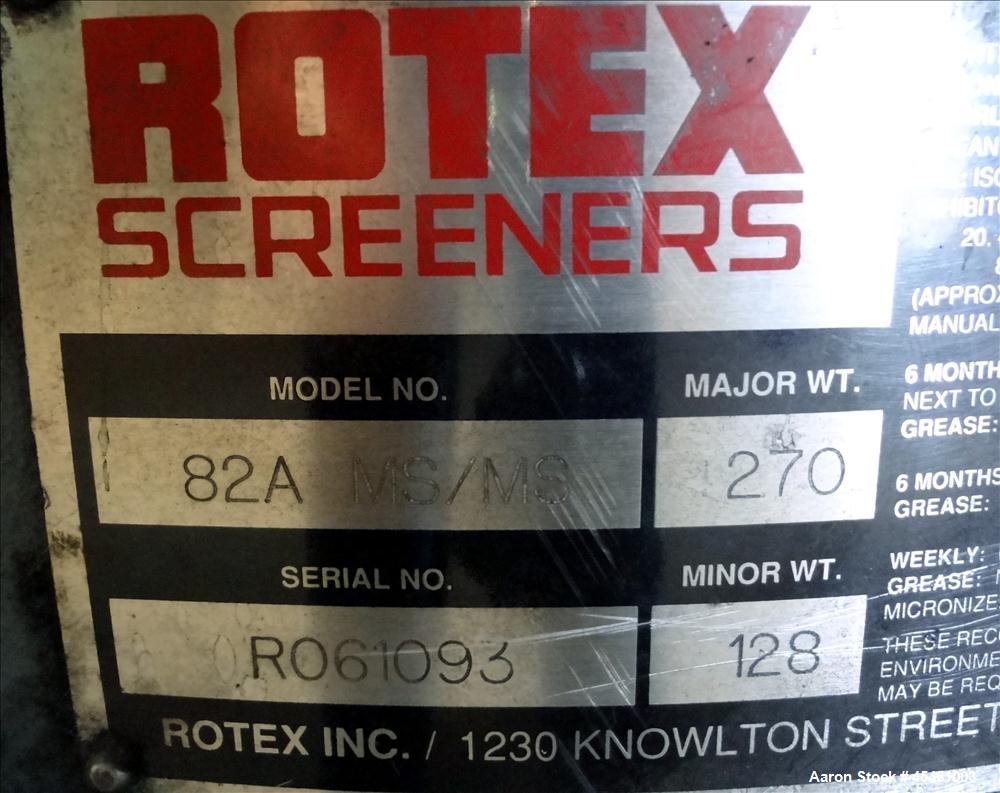 ROTEX
SCREENERS
MODEL NO.
82A MS/MS
MAJOR WT.
270
SERIAL NO.
R061093
MINOR WT.
128
ROTEX INC. / 1230 KNOWLTON STREET
20.
(APPROX
MANUAL
6 MONTH
NEXT TO
GREASE:
6 MONTHS
GREASE:
WEEKLY:
GREASE:
MICRONIZE
THESE RECO
ENVIRONME
MAY BE REQ
Aaron Stock #